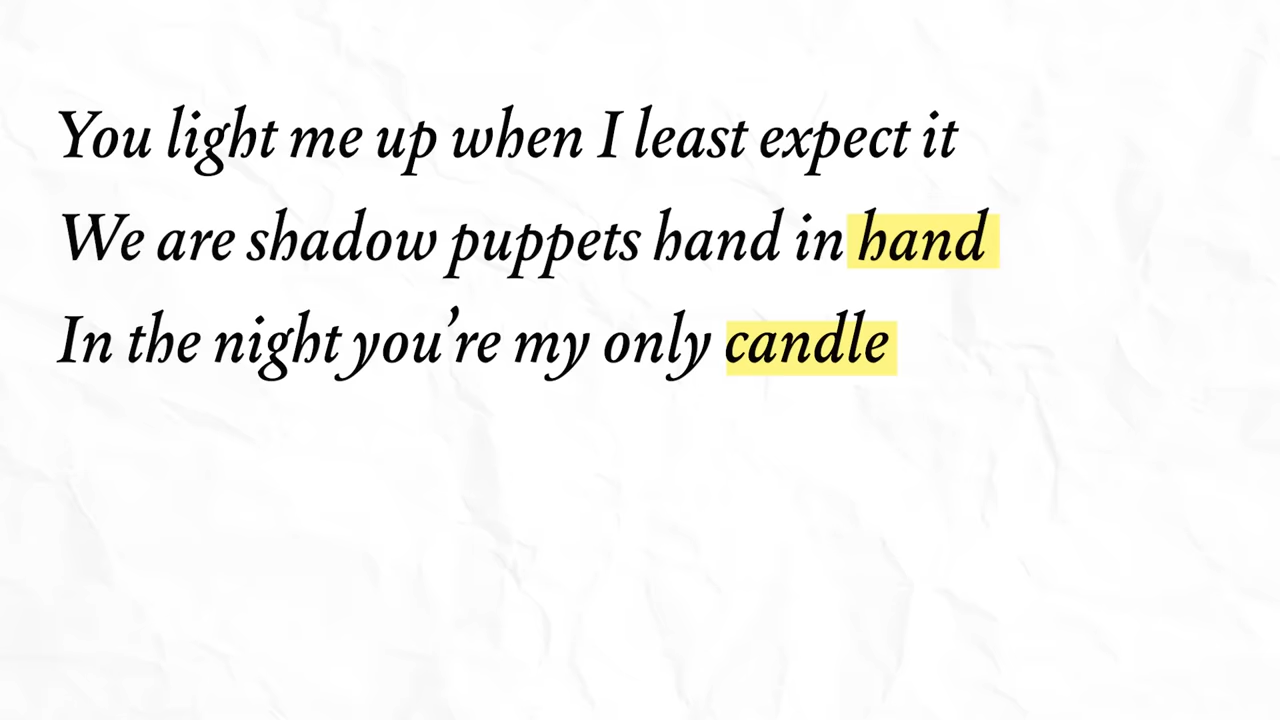 You light me up when I least expect it
We are shadow puppets hand in hand
In the night you’re my only candle